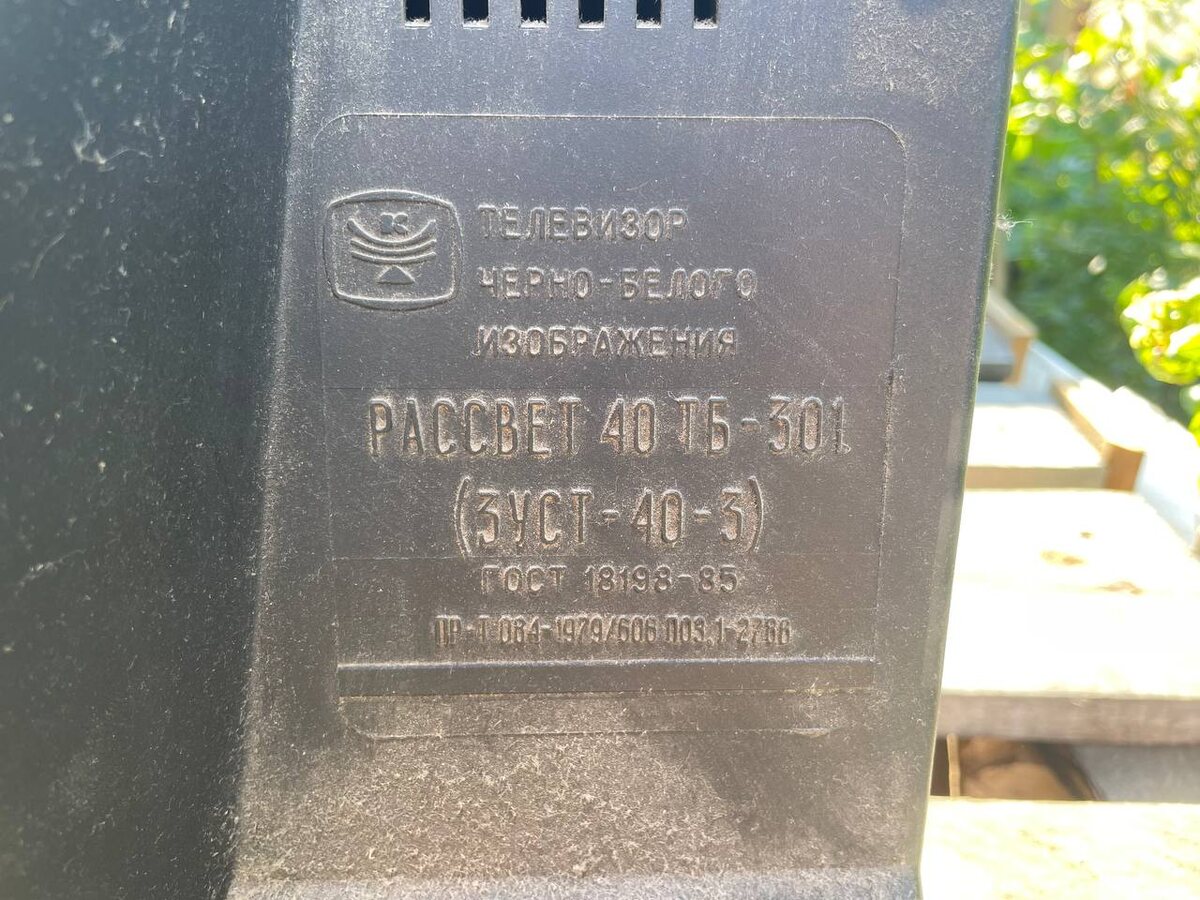 К
ТЕЛЕВИЗОР
ЧЕРНО-БЕЛОГО
ИЗОБРАЖЕНИЯ
РАССВЕТ 40 ТБ-301
(3УСТ-40-3)
ГОСТ 18198-85
ПР-Т 084-1979/606 ПОЗ.1-2788